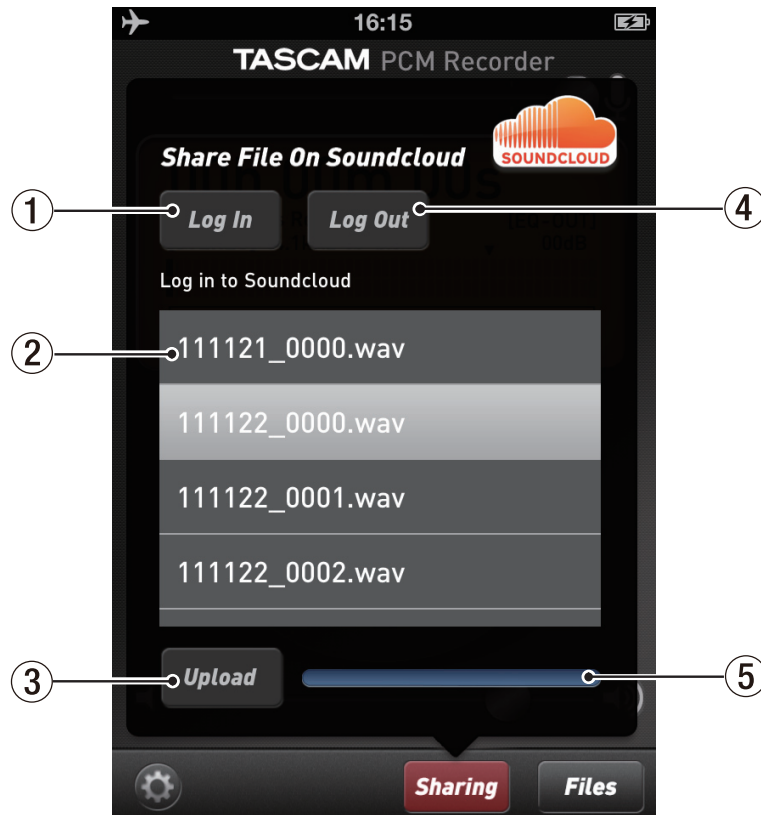 16:15
TASCAM PCM Recorder
SOUNDCLOUD
Share File On Soundcloud
1 Log In Log Out 4
Log in to Soundcloud
2 111121_0000.wav
111122_0000.wav
111122_0001.wav
111122_0002.wav
3 Upload 5
Sharing Files